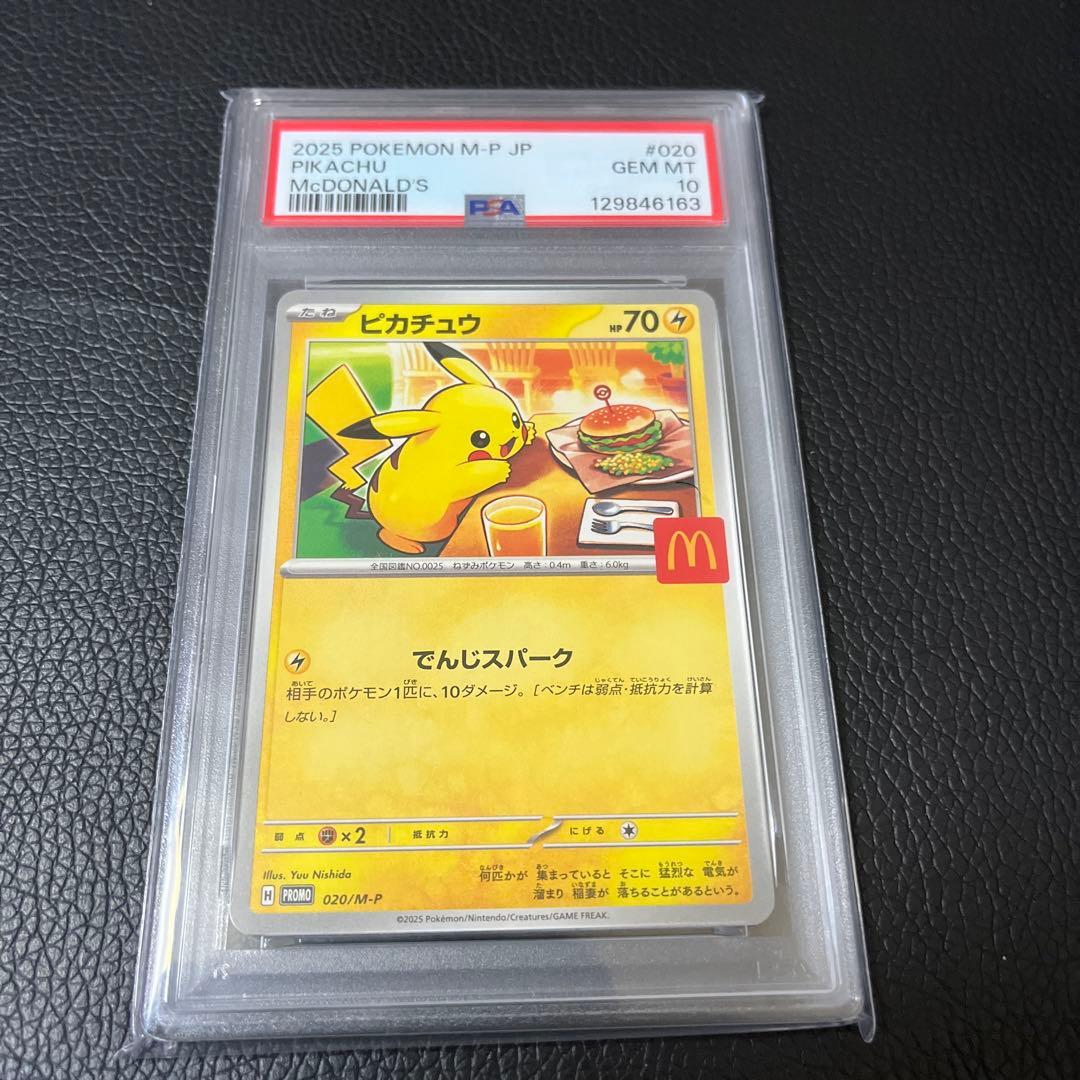 2025 POKEMON M-P JP #020
PIKACHU GEM MT
McDONALD'S 10
PSA 129846163
たね ピカチュウ HP70
全国図鑑NO.0025 ねずみポケモン 高さ:0.4m 重さ:6.0kg
でんじスパーク
相手のポケモン1匹に、10ダメージ。[ベンチは弱点・抵抗力を計算
しない。]
弱点 ×2 抵抗力 にげる
Illus. Yuu Nishida
何匹かが 集まっていると そこに 猛烈な 電気が
溜まり 稲妻が 落ちることがあるという。
H PROMO 020/M-P
©2025 Pokémon/Nintendo/Creatures/GAME FREAK.